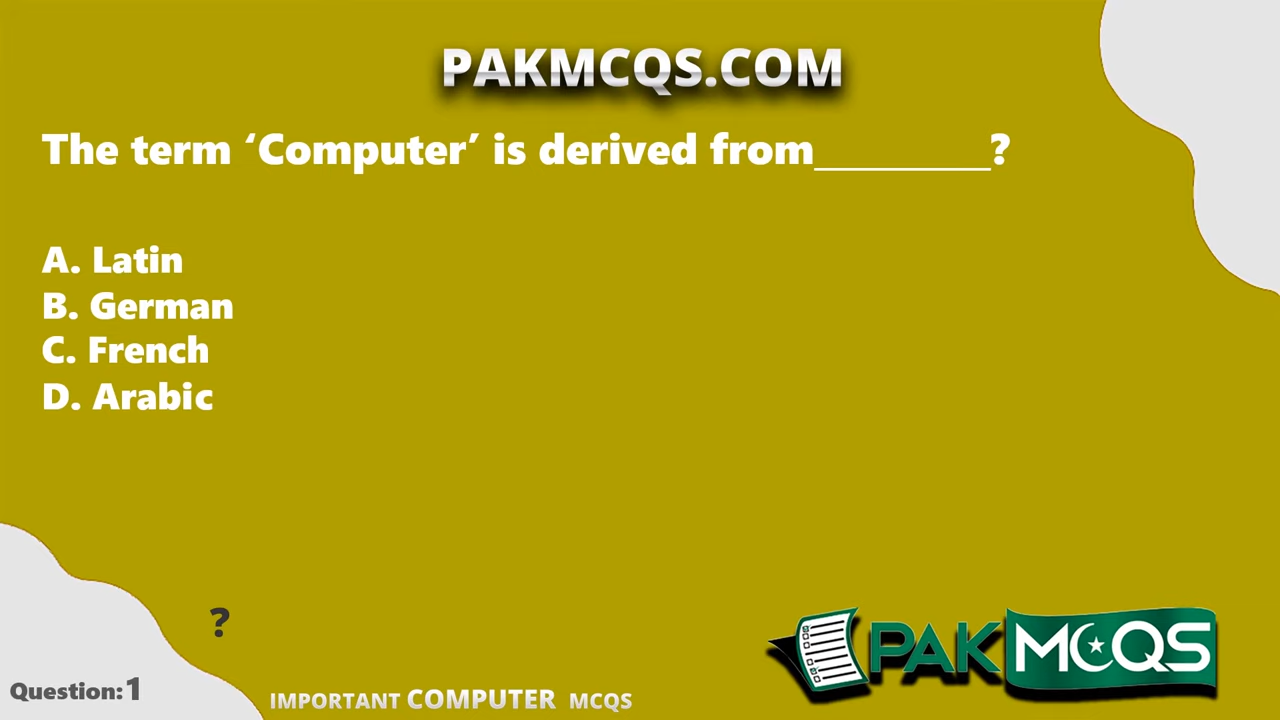 PAKMCQS.COM
The term ‘Computer’ is derived from_________?
A. Latin
B. German
C. French
D. Arabic
?
Question:1
IMPORTANT COMPUTER MCQS
PAKMCQS